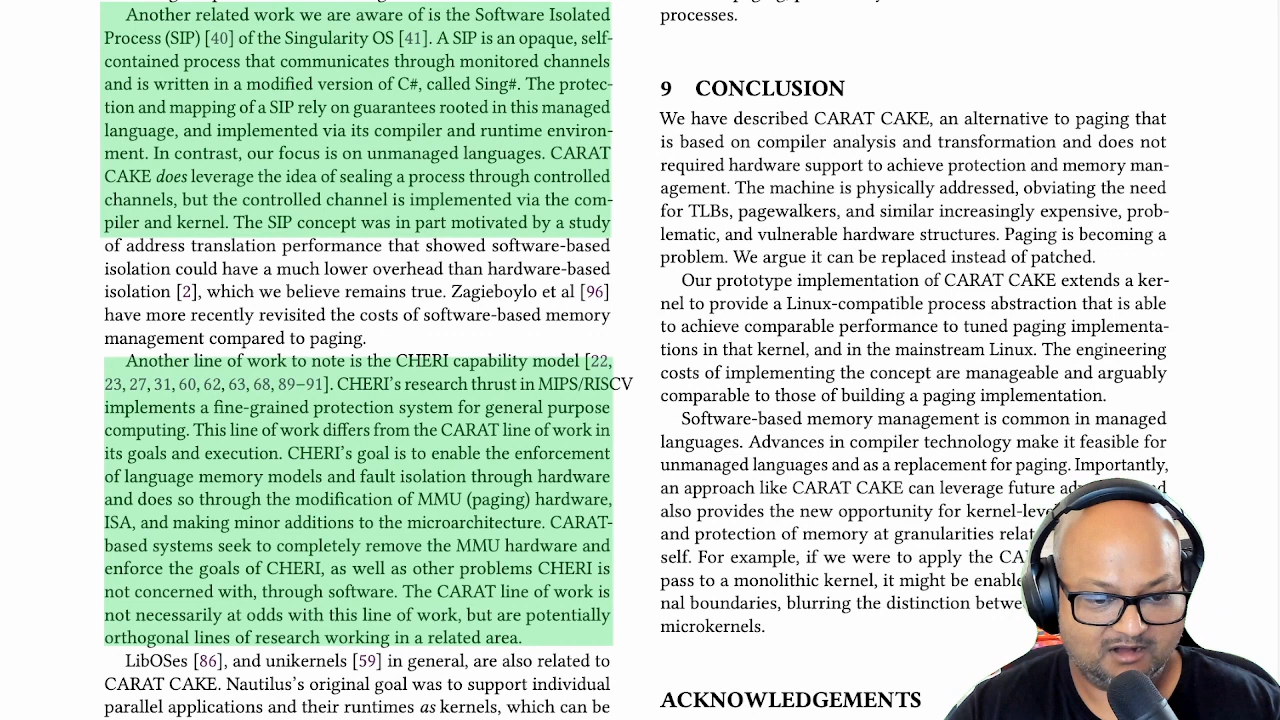 Another related work we are aware of is the Software Isolated
Process (SIP) [40] of the Singularity OS [41]. A SIP is an opaque, self-
contained process that communicates through monitored channels
and is written in a modified version of C#, called Sing#. The protec-
tion and mapping of a SIP rely on guarantees rooted in this managed
language, and implemented via its compiler and runtime environ-
ment. In contrast, our focus is on unmanaged languages. CARAT
CAKE does leverage the idea of sealing a process through controlled
channels, but the controlled channel is implemented via the com-
piler and kernel. The SIP concept was in part motivated by a study
of address translation performance that showed software-based
isolation could have a much lower overhead than hardware-based
isolation [2], which we believe remains true. Zagieboylo et al [96]
have more recently revisited the costs of software-based memory
management compared to paging.
Another line of work to note is the CHERI capability model [22,
23, 27, 31, 60, 62, 63, 68, 89–91]. CHERI's research thrust in MIPS/RISCV
implements a fine-grained protection system for general purpose
computing. This line of work differs from the CARAT line of work in
its goals and execution. CHERI's goal is to enable the enforcement
of language memory models and fault isolation through hardware
and does so through the modification of MMU (paging) hardware,
ISA, and making minor additions to the microarchitecture. CARAT-
based systems seek to completely remove the MMU hardware and
enforce the goals of CHERI, as well as other problems CHERI is
not concerned with, through software. The CARAT line of work is
not necessarily at odds with this line of work, but are potentially
orthogonal lines of research working in a related area.
LibOSes [86], and unikernels [59] in general, are also related to
CARAT CAKE. Nautilus's original goal was to support individual
parallel applications and their runtimes as kernels, which can be
processes.
9 CONCLUSION
We have described CARAT CAKE, an alternative to paging that
is based on compiler analysis and transformation and does not
required hardware support to achieve protection and memory man-
agement. The machine is physically addressed, obviating the need
for TLBs, pagewalkers, and similar increasingly expensive, prob-
lematic, and vulnerable hardware structures. Paging is becoming a
problem. We argue it can be replaced instead of patched.
Our prototype implementation of CARAT CAKE extends a ker-
nel to provide a Linux-compatible process abstraction that is able
to achieve comparable performance to tuned paging implementa-
tions in that kernel, and in the mainstream Linux. The engineering
costs of implementing the concept are manageable and arguably
comparable to those of building a paging implementation.
Software-based memory management is common in managed
languages. Advances in compiler technology make it feasible for
unmanaged languages and as a replacement for paging. Importantly,
an approach like CARAT CAKE can leverage future
also provides the new opportunity for
and protection of memory at granularities
self. For example, if we were to apply the
pass to a monolithic kernel, it might be
nal boundaries, blurring the distinction
microkernels.
ACKNOWLEDGEMENTS